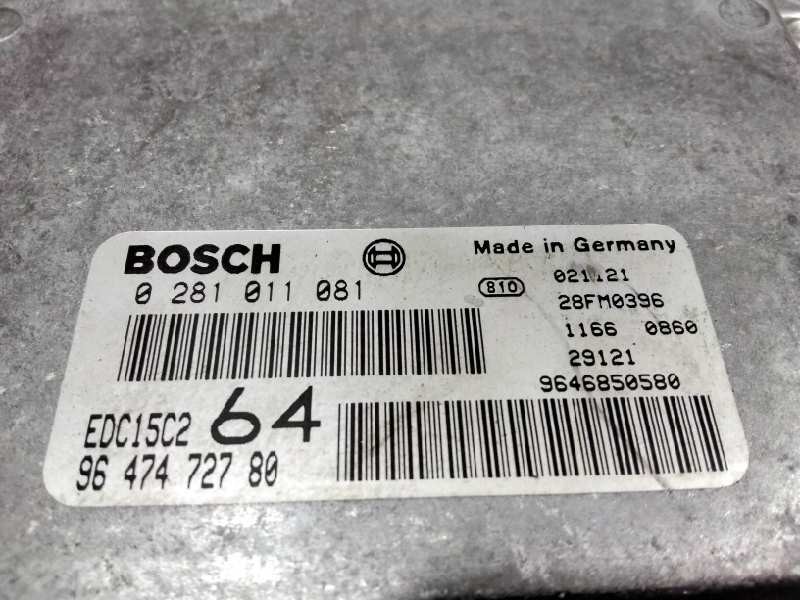 BOSCH
Made in Germany
0 281 011 081
810
021121
28FM0396
1166 0860
29121
9646850580
EDC15C2 64
96 474 727 80